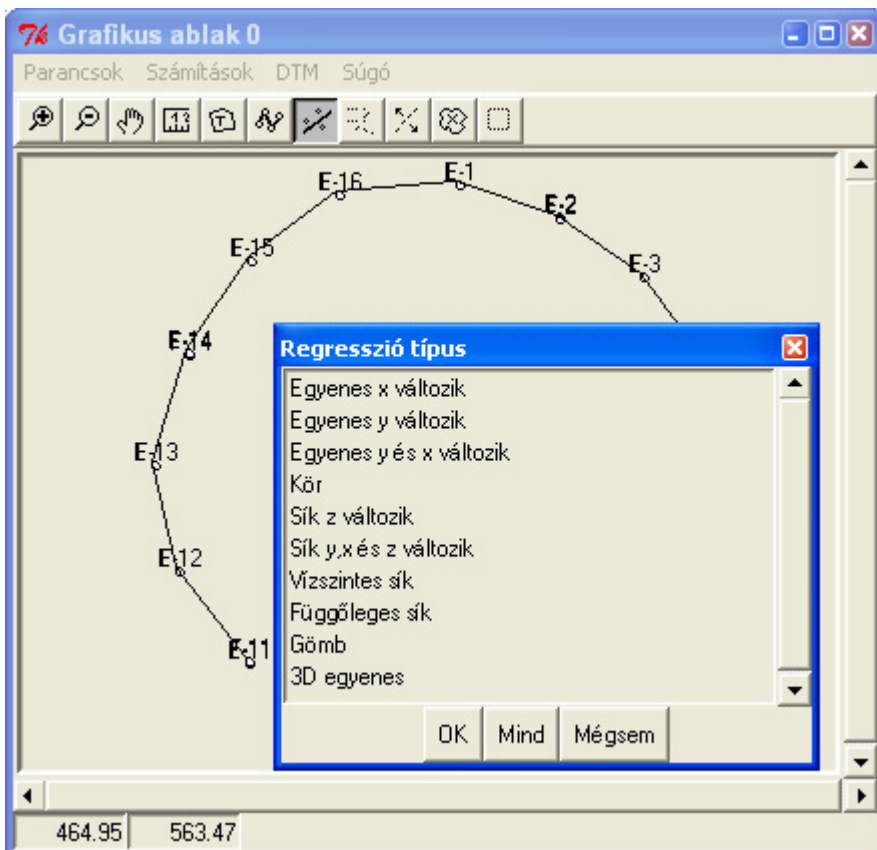 Grafikus ablak 0
Parancsok Számítások DTM Súgó
E-16
E-1
E-2
E-3
E-15
E-14
E-13
E-12
E-11
Regresszió típus
Egyenes x változik
Egyenes y változik
Egyenes y és x változik
Kör
Sík z változik
Sík y,x és z változik
Vízszintes sík
Függőleges sík
Gömb
3D egyenes
OK Mind Mégsem
464.95 563.47